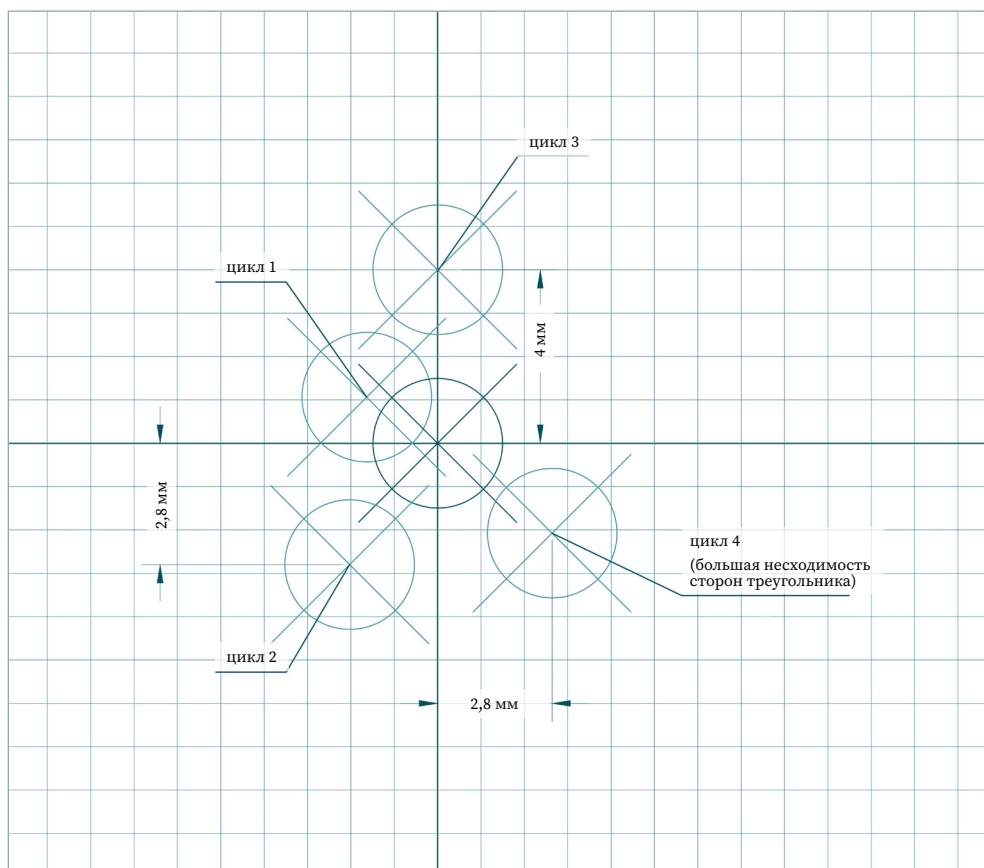 цикл 3
цикл 1
4 мм
2,8 мм
цикл 4
(большая несходимость
сторон треугольника)
цикл 2
2,8 мм